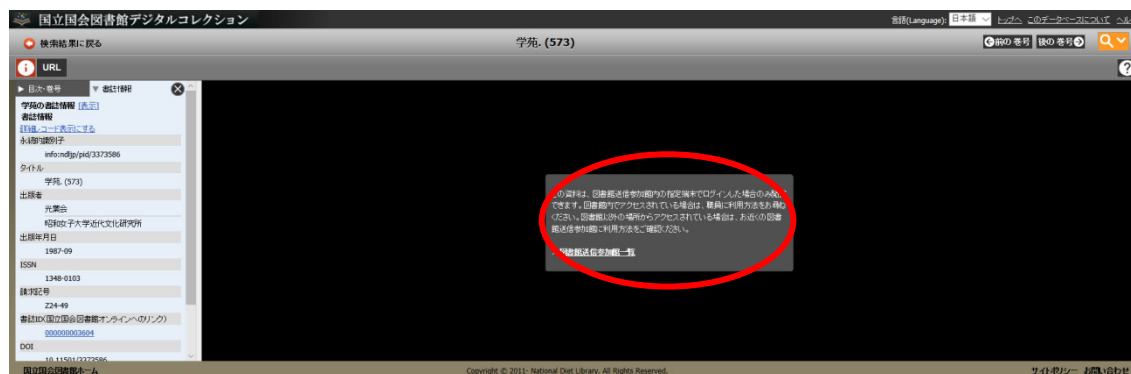 国立国会図書館デジタルコレクション
言語(Language): 日本語 トップへ このデータベースについて ヘル
検索結果に戻る
学苑. (573)
前の巻号 後の巻号
URL
?
目次・巻号 書誌情報
学苑の書誌情報 [表示]
書誌情報
詳細レコード表示にする
永続的識別子
info:ndljp/pid/3373586
タイトル
学苑. (573)
出版者
光葉会
昭和女子大学近代文化研究所
出版年月日
1987-09
ISSN
1348-0103
請求記号
Z24-49
書誌ID(国立国会図書館オンラインへのリンク)
000000003604
DOI
10.11501/3373586
この資料は、図書館送信参加館内の指定端末でログインした場合のみ閲覧
できます。図書館内でアクセスされている場合は、職員に利用方法をお尋ね
ください。図書館以外の場所からアクセスされている場合は、お近くの図書
館送信参加館に利用方法をご確認ください。
図書館送信参加館一覧
国立国会図書館ホーム
Copyright © 2011- National Diet Library. All Rights Reserved.
サイトポリシー お問い合わせ